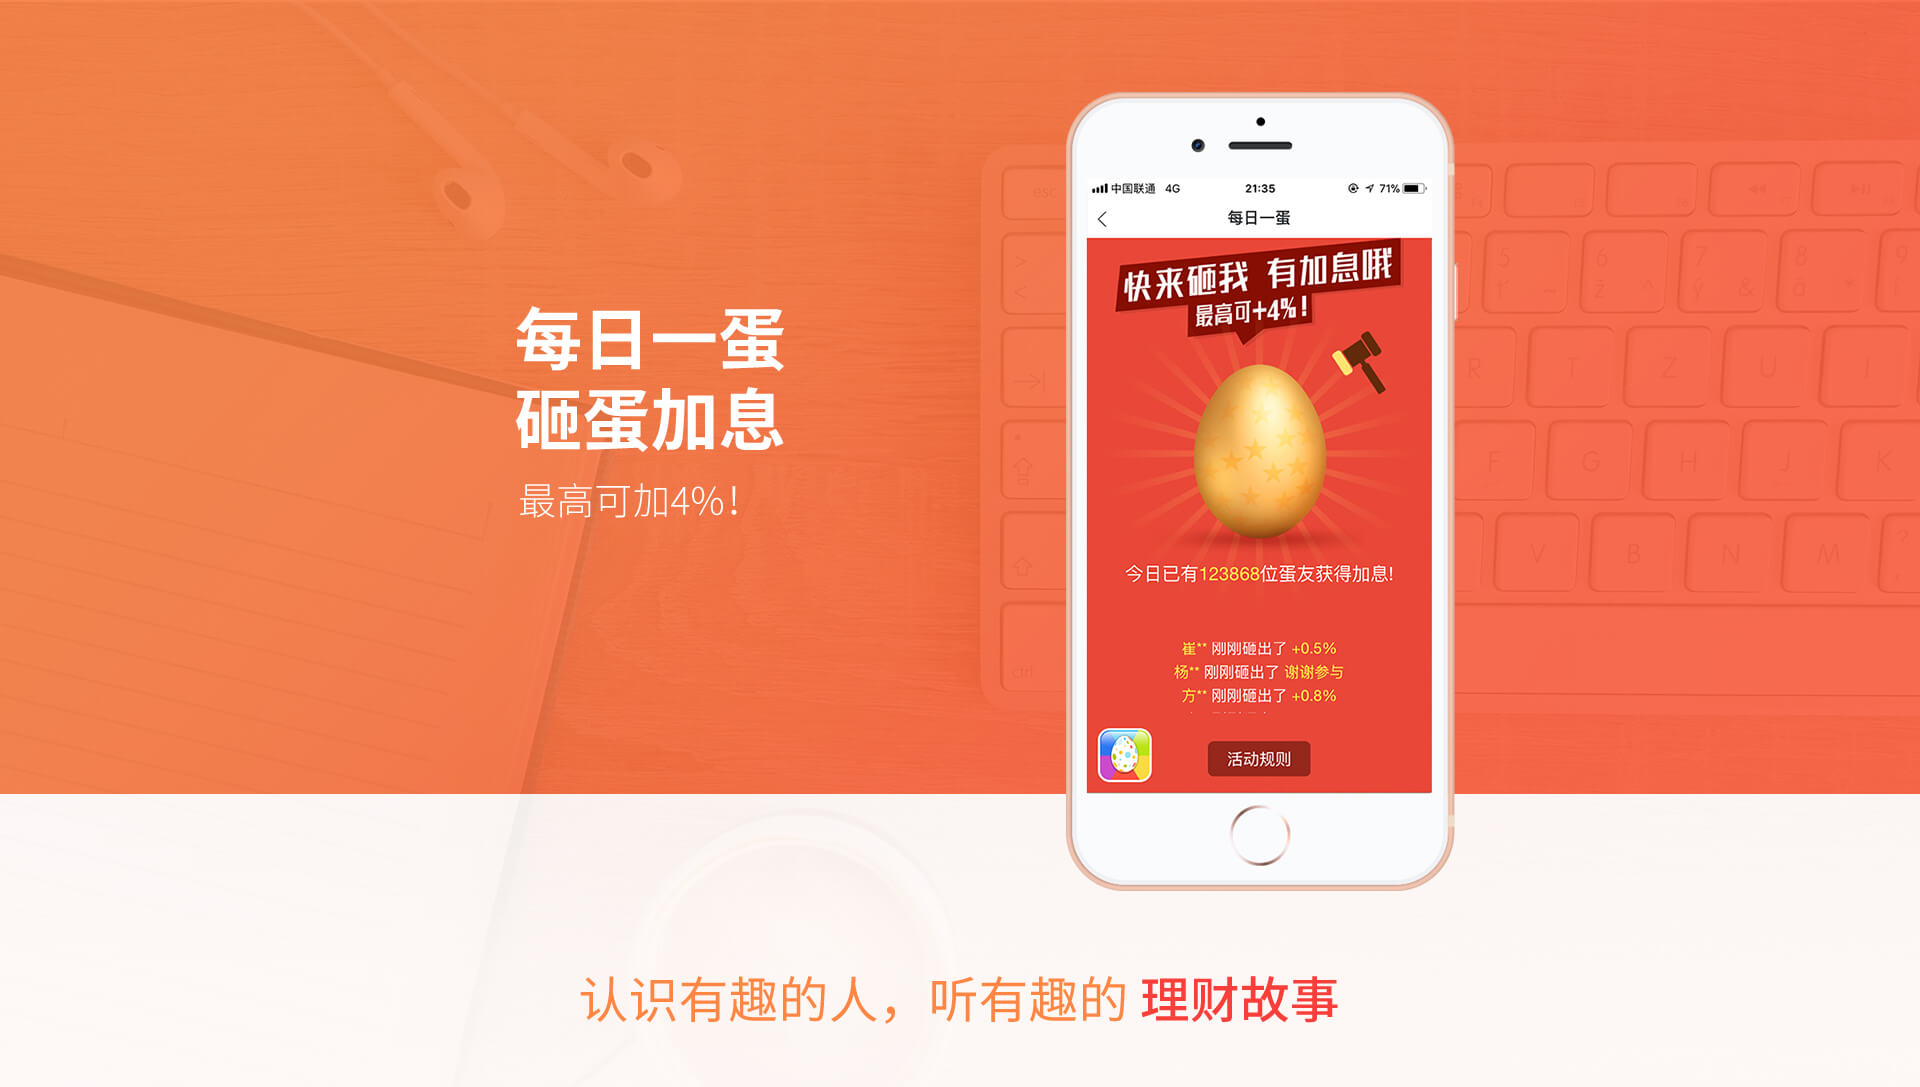 每日一蛋
砸蛋加息
最高可加4%!
中国联通 4G 21:35 71%
每日一蛋
快来砸我 有加息哦
最高可+4%!
今日已有123868位蛋友获得加息!
崔** 刚刚砸出了 +0.5%
杨** 刚刚砸出了 谢谢参与
方** 刚刚砸出了 +0.8%
活动规则
认识有趣的人，听有趣的 理财故事